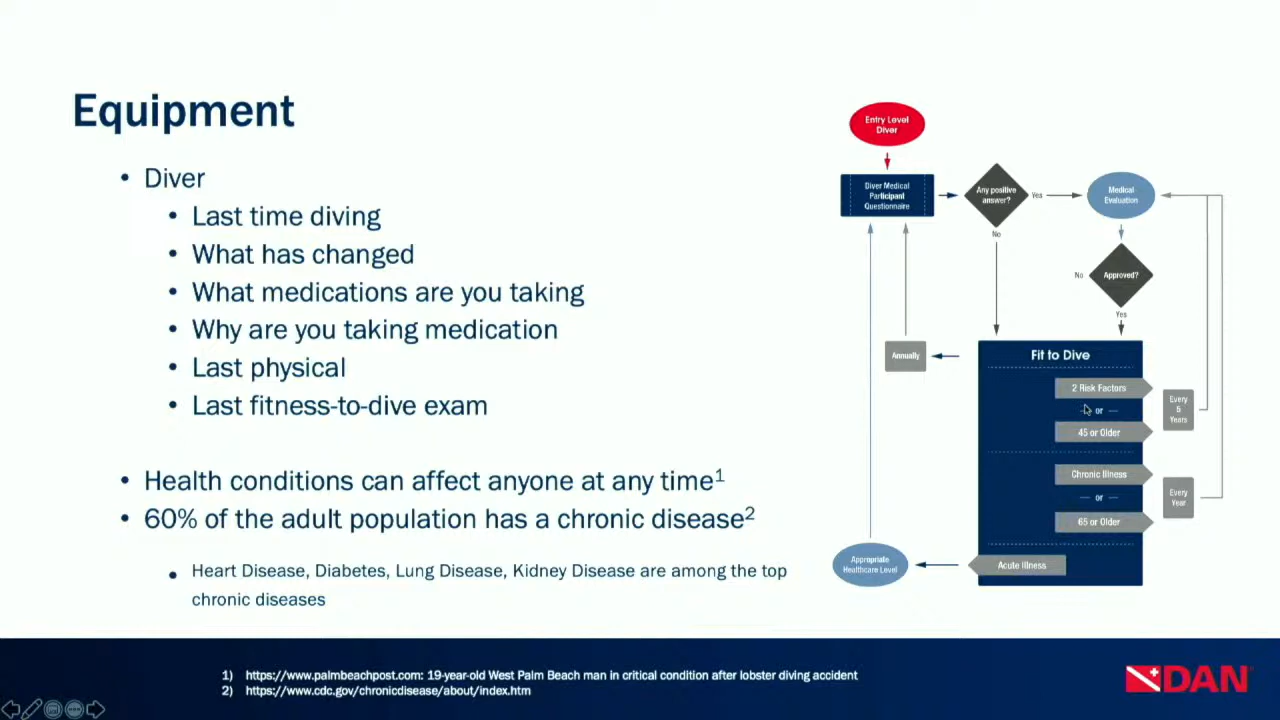 Equipment
• Diver
• Last time diving
• What has changed
• What medications are you taking
• Why are you taking medication
• Last physical
• Last fitness-to-dive exam
• Health conditions can affect anyone at any time1
• 60% of the adult population has a chronic disease2
• Heart Disease, Diabetes, Lung Disease, Kidney Disease are among the top
chronic diseases
Entry Level
Diver
Diver Medical
Participant
Questionnaire
Any positive
answer?
Yes
No
Medical
Evaluation
No
Approved?
Yes
Annually
Fit to Dive
2 Risk Factors
— or —
45 or Older
Every
5
Years
Chronic Illness
— or —
65 or Older
Every
Year
Acute Illness
Appropriate
Healthcare Level
1) https://www.palmbeachpost.com: 19-year-old West Palm Beach man in critical condition after lobster diving accident
2) https://www.cdc.gov/chronicdisease/about/index.htm
DAN